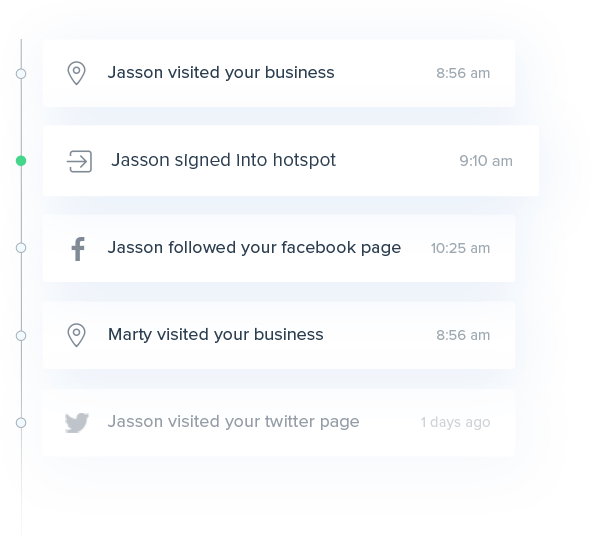 Jasson visited your business 8:56 am
Jasson signed into hotspot 9:10 am
Jasson followed your facebook page 10:25 am
Marty visited your business 8:56 am
Jasson visited your twitter page 1 days ago